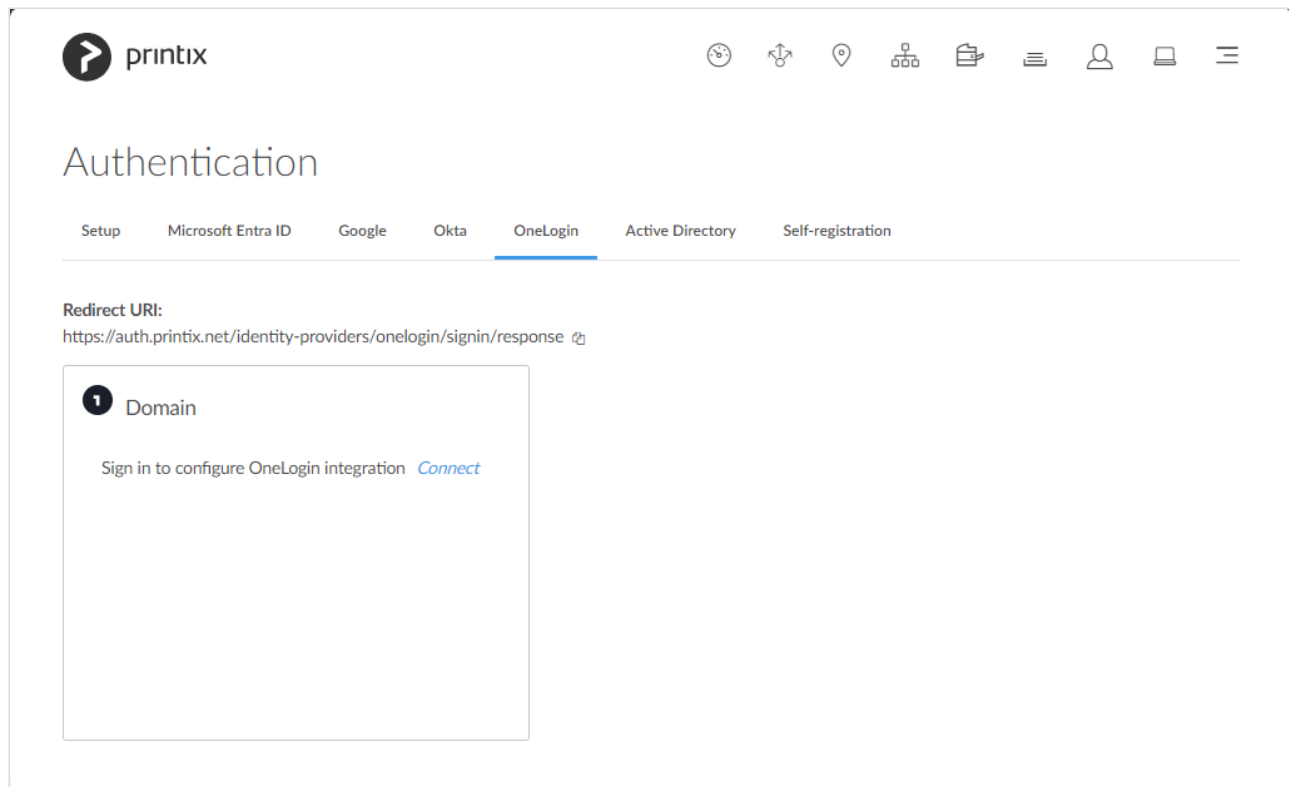 printix
Authentication
Setup Microsoft Entra ID Google Okta OneLogin Active Directory Self-registration
Redirect URI:
https://auth.printix.net/identity-providers/onelogin/signin/response
1 Domain
Sign in to configure OneLogin integration Connect